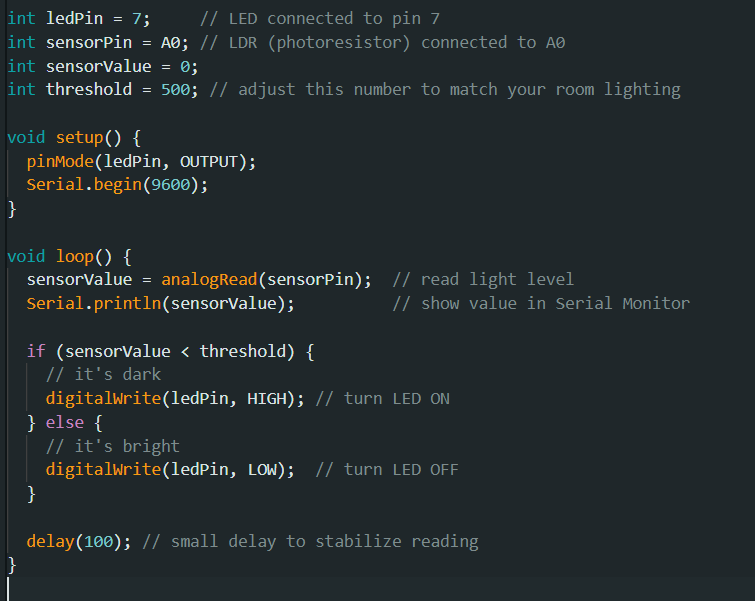 int ledPin = 7;     // LED connected to pin 7
int sensorPin = A0; // LDR (photoresistor) connected to A0
int sensorValue = 0;
int threshold = 500; // adjust this number to match your room lighting

void setup() {
  pinMode(ledPin, OUTPUT);
  Serial.begin(9600);
}

void loop() {
  sensorValue = analogRead(sensorPin);  // read light level
  Serial.println(sensorValue);          // show value in Serial Monitor

  if (sensorValue < threshold) {
    // it's dark
    digitalWrite(ledPin, HIGH); // turn LED ON
  } else {
    // it's bright
    digitalWrite(ledPin, LOW);  // turn LED OFF
  }

  delay(100); // small delay to stabilize reading
}